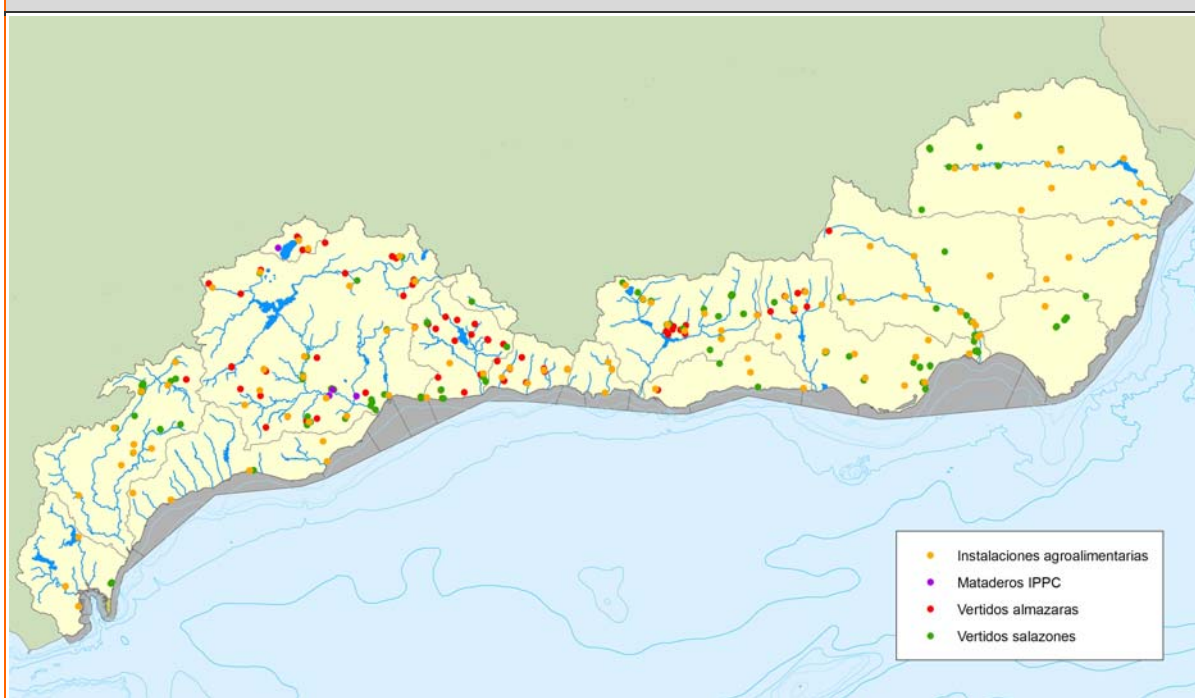 Instalaciones agroalimentarias
Mataderos IPPC
Vertidos almazaras
Vertidos salazones